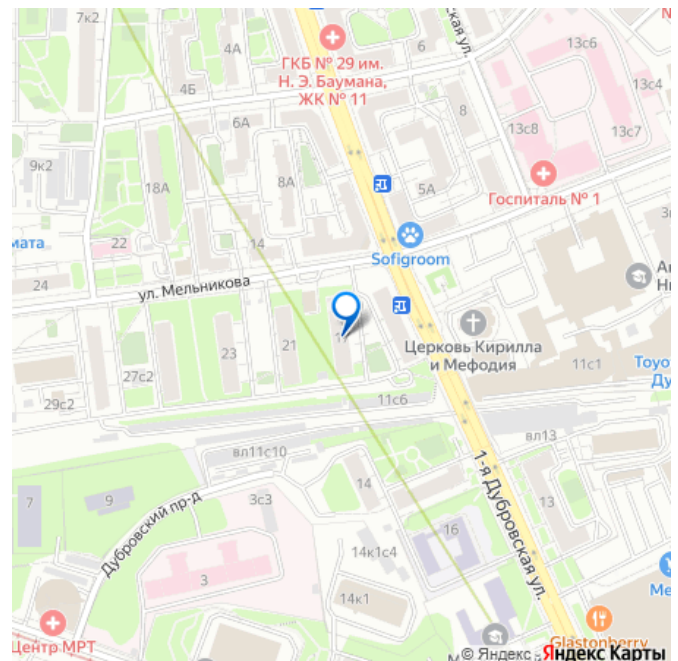 7к2
4А
4Б
6А
ГКБ № 29 им.
Н. Э. Баумана,
ЖК № 11
6
ская ул.
13с6
13с4
13с8
13с7
8
9к2
18А
8А
5А
Госпиталь № 1
мата
22
14
24
ул. Мельникова
Sofigroom
23
21
Церковь Кирилла
и Мефодия
11с1
27с2
29с2
11с6
вл13
вл11с10
7
9
3с3
14
13
1-я Дубровская ул.
Дубровский пр-д
16
14к1с4
3
14к1
Центр МРТ
Glastonberry
© Яндекс
Яндекс Карты